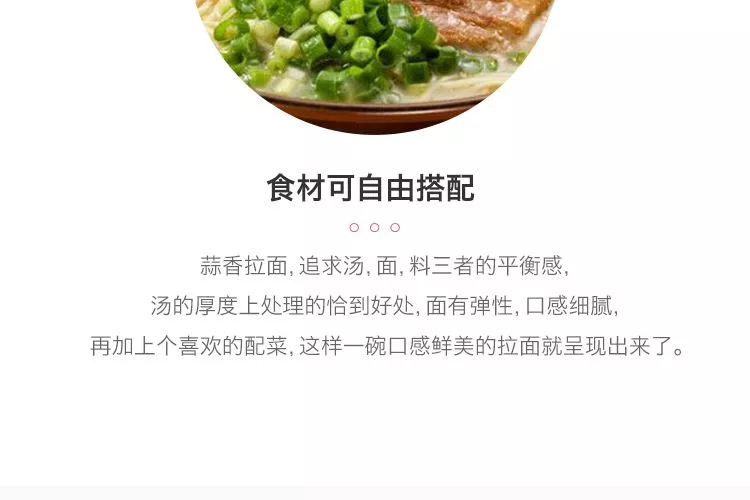 食材可自由搭配
蒜香拉面, 追求汤, 面, 料三者的平衡感,
汤的厚度上处理的恰到好处, 面有弹性, 口感细腻,
再加上个喜欢的配菜, 这样一碗口感鲜美的拉面就呈现出来了。